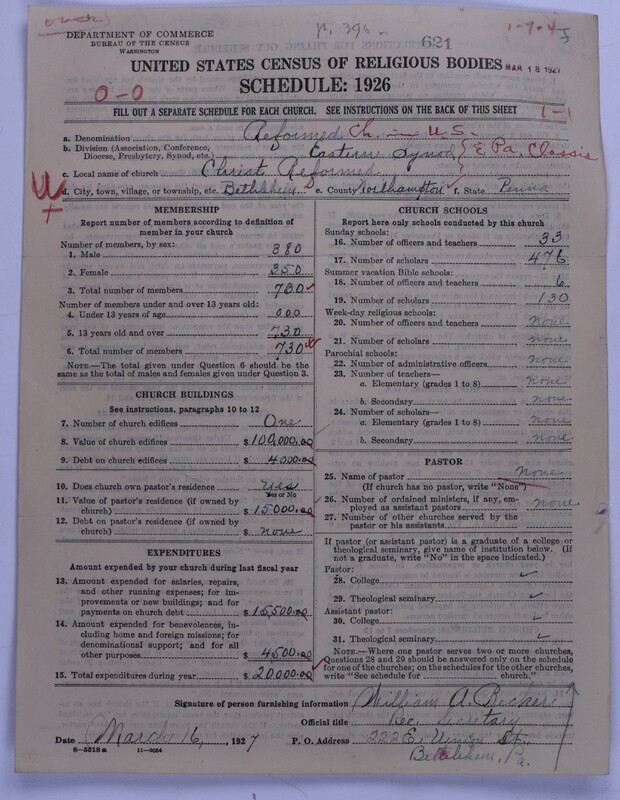 DEPARTMENT OF COMMERCE
BUREAU OF THE CENSUS
WASHINGTON
p. 396
621
1-7-4
MAR 18 1927
UNITED STATES CENSUS OF RELIGIOUS BODIES
SCHEDULE: 1926
0-0
FILL OUT A SEPARATE SCHEDULE FOR EACH CHURCH. SEE INSTRUCTIONS ON THE BACK OF THIS SHEET
1-1
a. Denomination Reformed Ch. in U.S.
b. Division (Association, Conference, Diocese, Presbytery, Synod, etc.) Eastern Synod } E Pa. Classis
c. Local name of church Christ Reformed
d. City, town, village, or township, etc. Bethlehem e. County Northampton f. State Penna
MEMBERSHIP
Report number of members according to definition of
member in your church
Number of members, by sex:
1. Male 380
2. Female 350
3. Total number of members 730
Number of members under and over 13 years old:
4. Under 13 years of age 000
5. 13 years old and over 730
6. Total number of members 730
NOTE.—The total given under Question 6 should be the
same as the total of males and females given under Question 3.
CHURCH BUILDINGS
See instructions, paragraphs 10 to 12
7. Number of church edifices One
8. Value of church edifices $ 100,000.00
9. Debt on church edifices $ 4000.00
10. Does church own pastor's residence Yes
Yes or No
11. Value of pastor's residence (if owned by
church) $ 15000.00
12. Debt on pastor's residence (if owned by
church) $ none
EXPENDITURES
Amount expended by your church during last fiscal year
13. Amount expended for salaries, repairs,
and other running expenses; for im-
provements or new buildings; and for
payments on church debt $ 15,500.00
14. Amount expended for benevolences, in-
cluding home and foreign missions; for
denominational support; and for all
other purposes $ 4500.00
15. Total expenditures during year $ 20000.00
CHURCH SCHOOLS
Report here only schools conducted by this church
Sunday schools:
16. Number of officers and teachers 33
17. Number of scholars 476
Summer vacation Bible schools:
18. Number of officers and teachers 6
19. Number of scholars 130
Week-day religious schools:
20. Number of officers and teachers none
21. Number of scholars none
Parochial schools:
22. Number of administrative officers none
23. Number of teachers—
a. Elementary (grades 1 to 8) none
b. Secondary none
24. Number of scholars—
a. Elementary (grades 1 to 8) none
b. Secondary none
PASTOR
25. Name of pastor none
(If church has no pastor, write "None")
26. Number of ordained ministers, if any, em-
ployed as assistant pastors none
27. Number of other churches served by the
pastor or his assistants
If pastor (or assistant pastor) is a graduate of a college or
theological seminary, give name of institution below. (If
not a graduate, write "No" in the space indicated.)
Pastor:
28. College
29. Theological seminary
Assistant pastor:
30. College
31. Theological seminary
NOTE.—Where one pastor serves two or more churches,
Questions 28 and 29 should be answered only on the schedule
for one of the churches; on the schedules for the other churches,
write "See schedule for church."
Signature of person furnishing information William A. Becker
Official title Rec. Secretary
Date March 16, 1927 P. O. Address 222 E. Union St.
Bethlehem, Pa.
8—5318a 11—9084